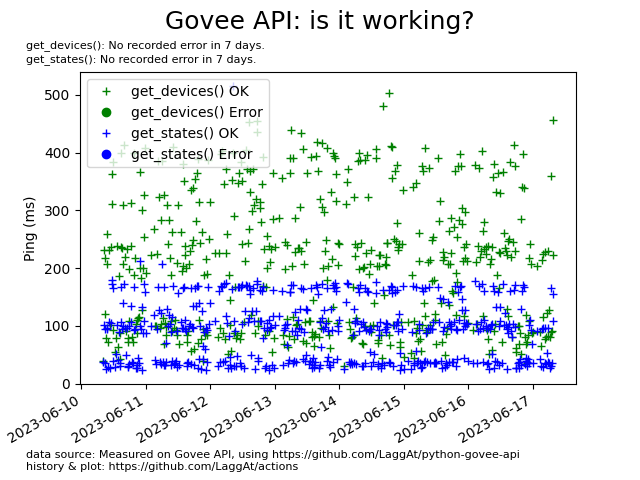 Govee API: is it working?
get_devices(): No recorded error in 7 days.
get_states(): No recorded error in 7 days.
get_devices() OK
get_devices() Error
get_states() OK
get_states() Error
Ping (ms)
500
400
300
200
100
0
2023-06-10
2023-06-11
2023-06-12
2023-06-13
2023-06-14
2023-06-15
2023-06-16
2023-06-17
data source: Measured on Govee API, using https://github.com/LaggAt/python-govee-api
history & plot: https://github.com/LaggAt/actions